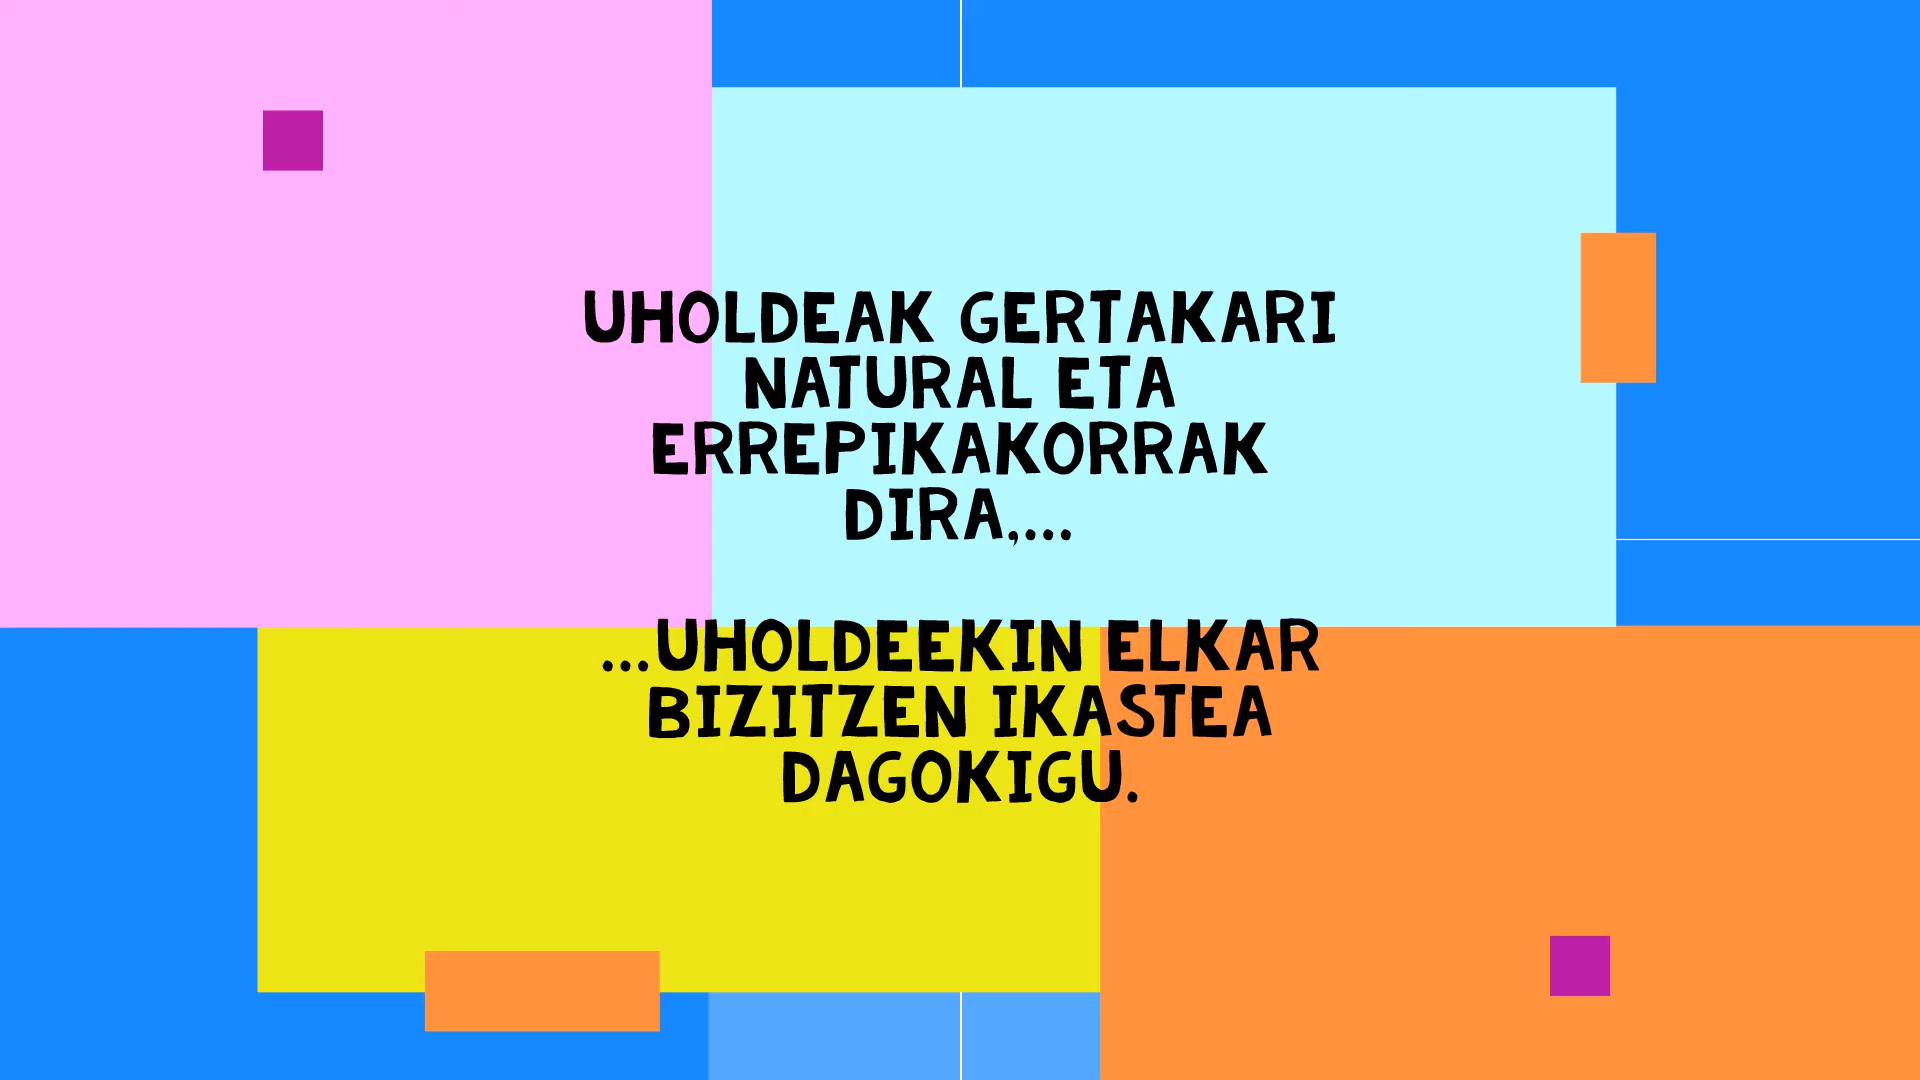 UHOLDEAK GERTAKARI
NATURAL ETA
ERREPIKAKORRAK
DIRA,...
...UHOLDEEKIN ELKAR
BIZITZEN IKASTEA
DAGOKIGU.